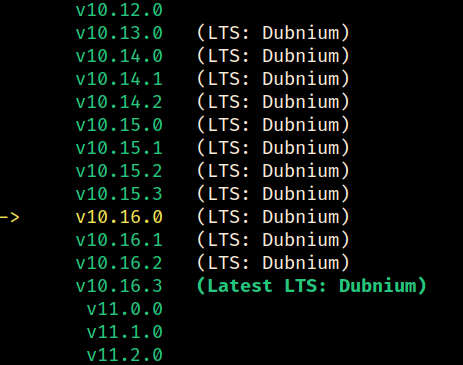 v10.12.0
v10.13.0 (LTS: Dubnium)
v10.14.0 (LTS: Dubnium)
v10.14.1 (LTS: Dubnium)
v10.14.2 (LTS: Dubnium)
v10.15.0 (LTS: Dubnium)
v10.15.1 (LTS: Dubnium)
v10.15.2 (LTS: Dubnium)
v10.15.3 (LTS: Dubnium)
-> v10.16.0 (LTS: Dubnium)
v10.16.1 (LTS: Dubnium)
v10.16.2 (LTS: Dubnium)
v10.16.3 (Latest LTS: Dubnium)
v11.0.0
v11.1.0
v11.2.0